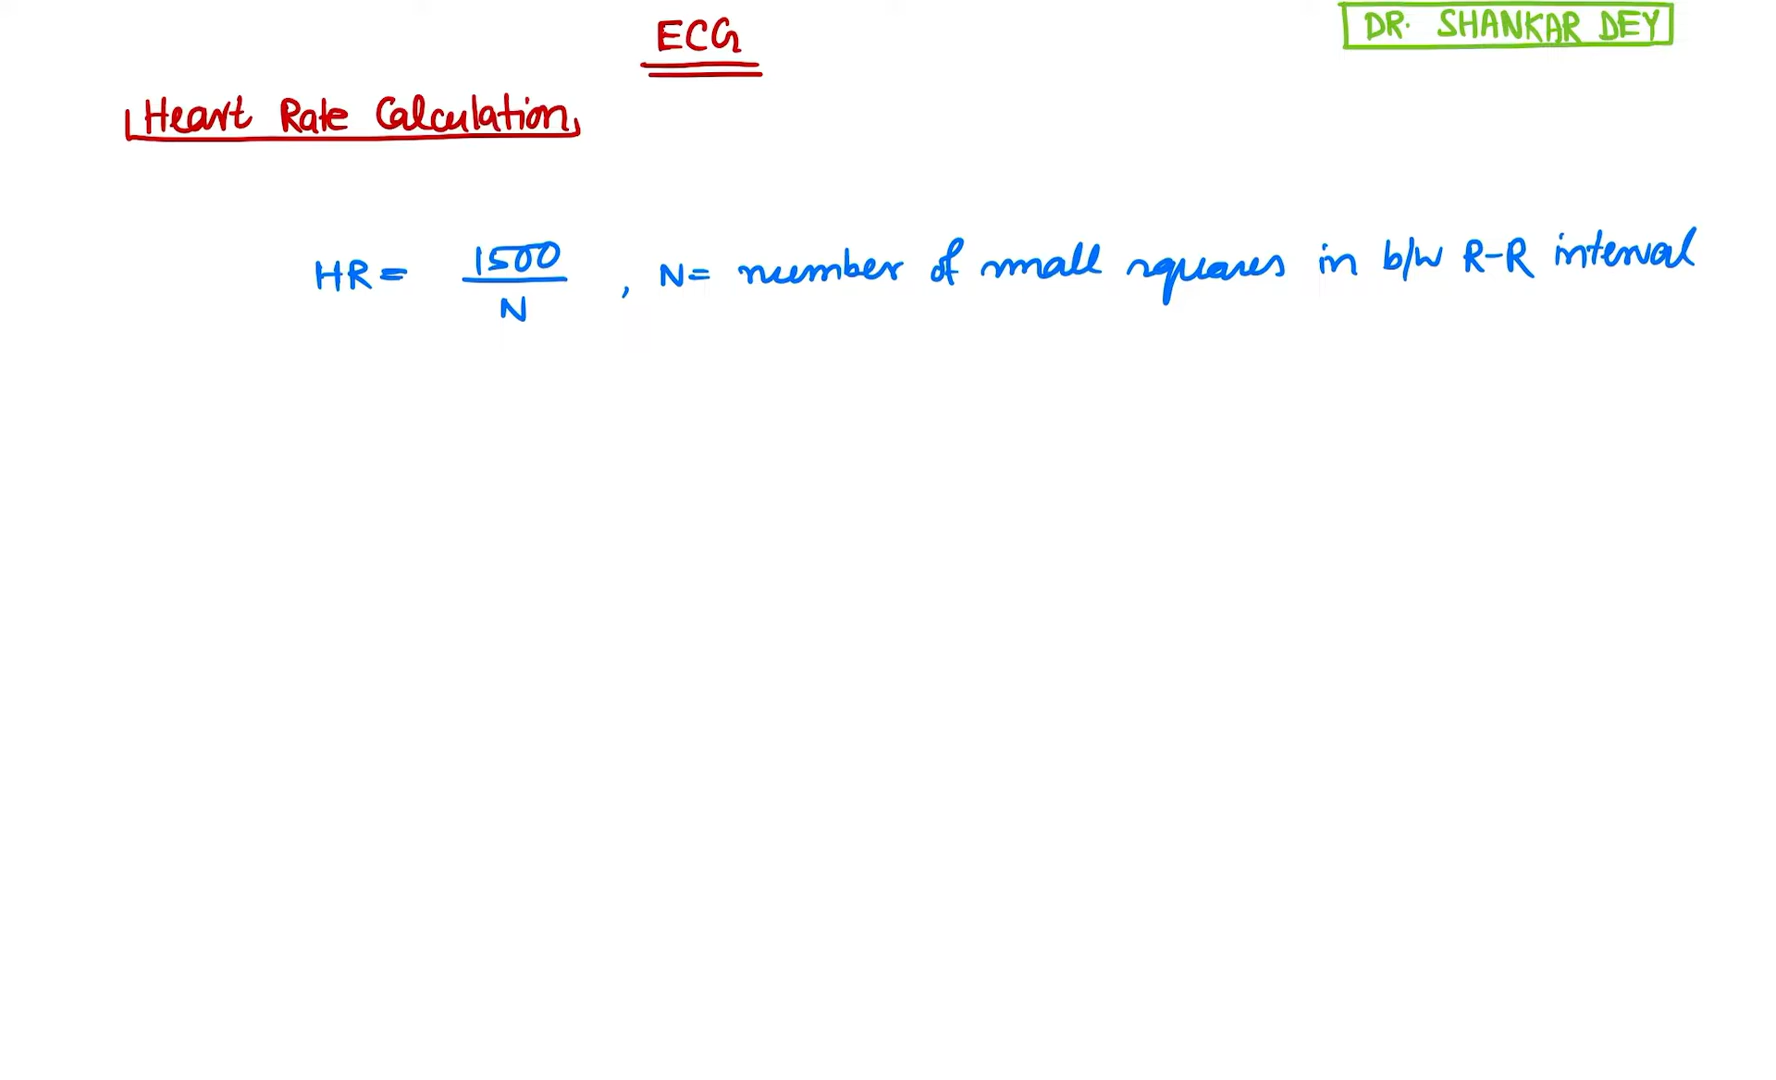 ECG
DR. SHANKAR DEY
Heart Rate Calculation
HR = 1500 / N , N = number of small squares in b/w R-R interval